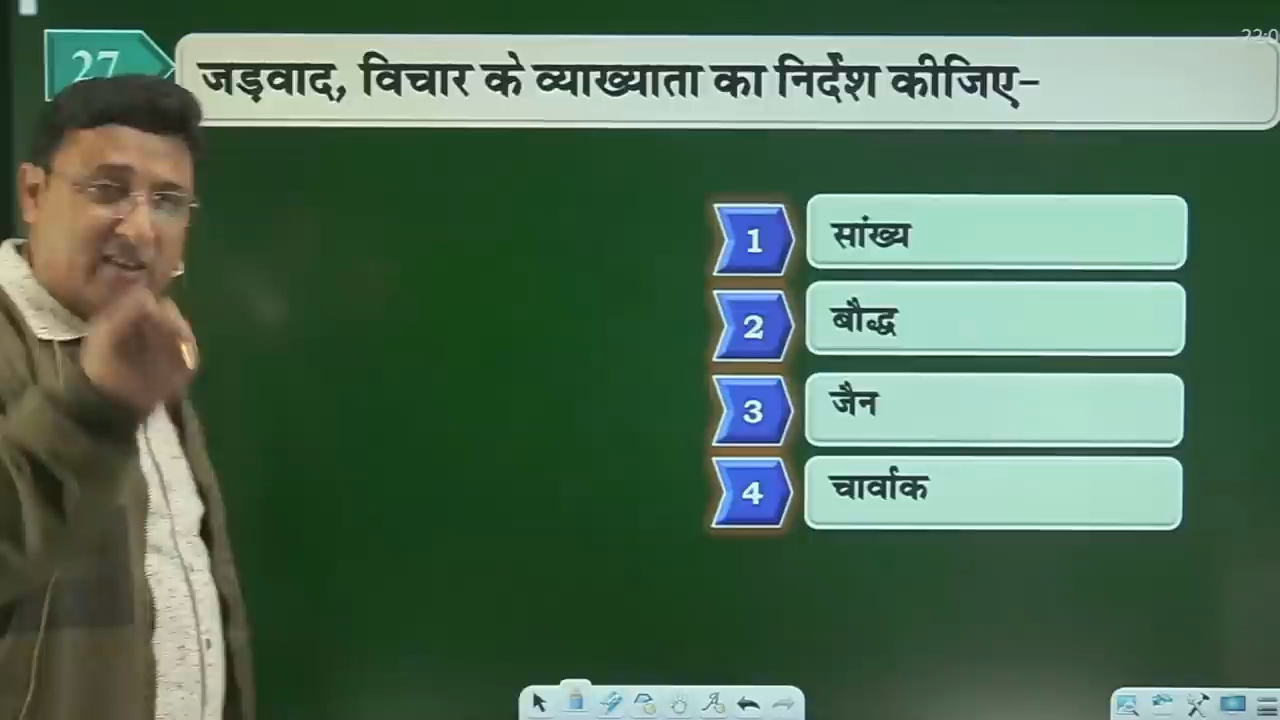 27
जड़वाद, विचार के व्याख्याता का निर्देश कीजिए-
1 सांख्य
2 बौद्ध
3 जैन
4 चार्वाक